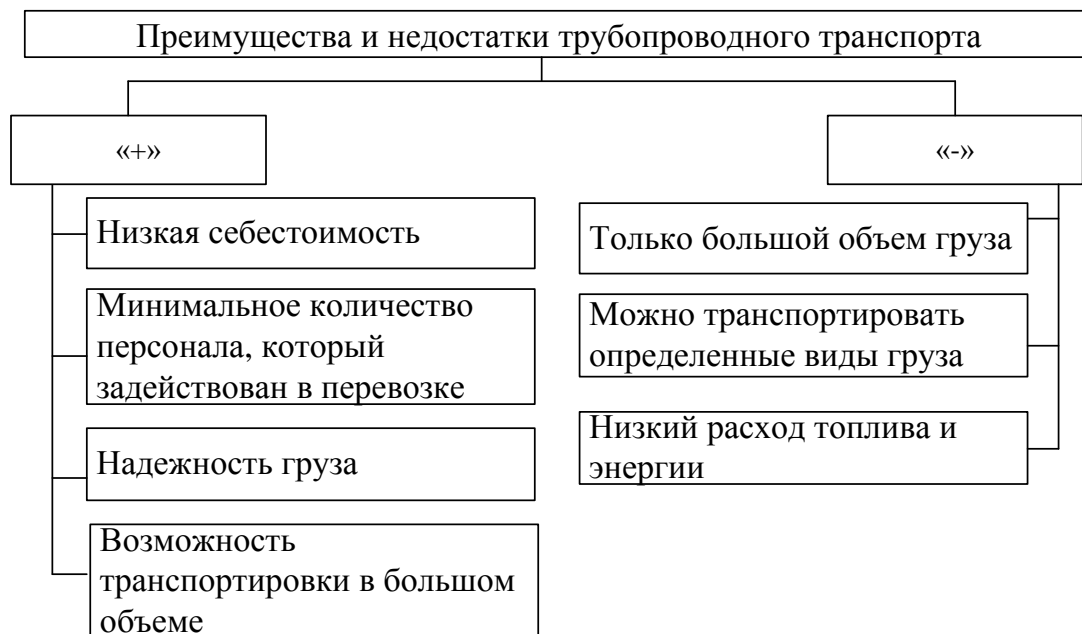 Преимущества и недостатки трубопроводного транспорта
«+»
Низкая себестоимость
Минимальное количество
персонала, который
задействован в перевозке
Надежность груза
Возможность
транспортировки в большом
объеме
«-»
Только большой объем груза
Можно транспортировать
определенные виды груза
Низкий расход топлива и
энергии